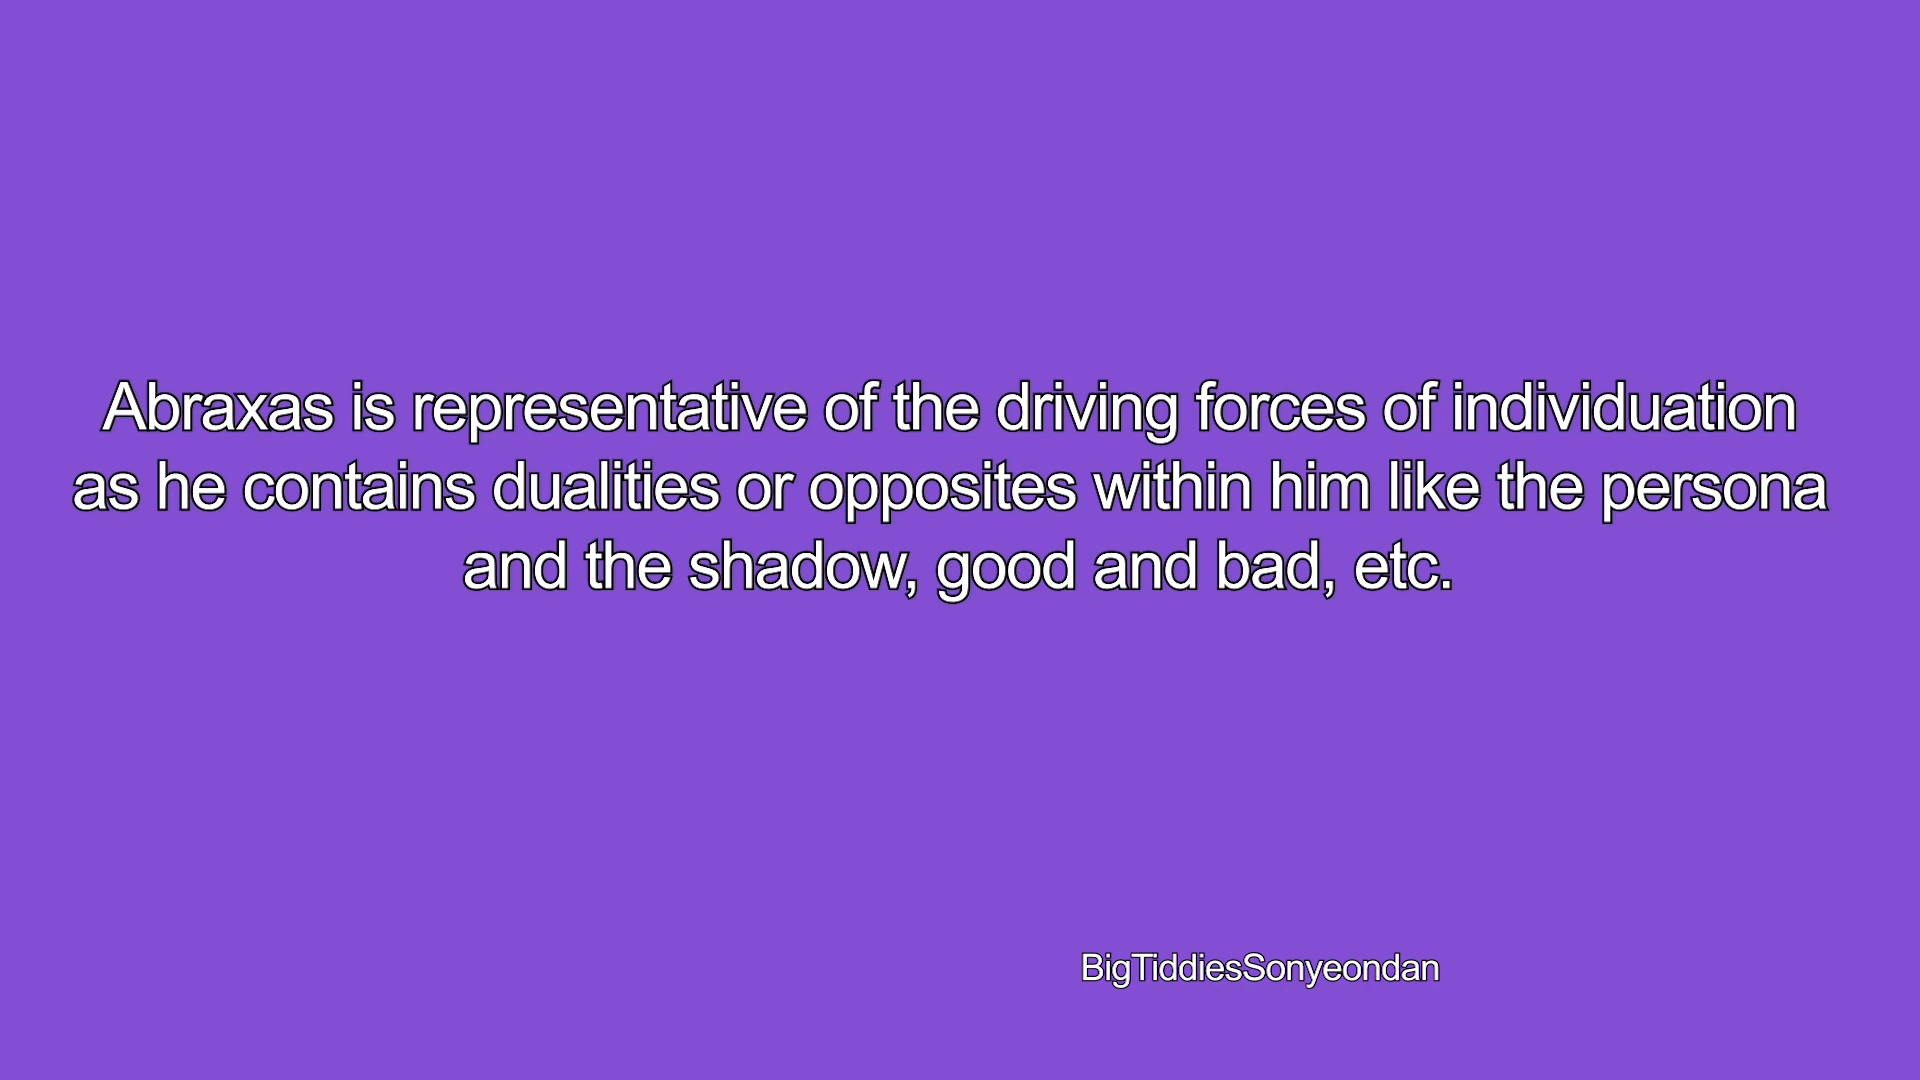 Abraxas is representative of the driving forces of individuation
as he contains dualities or opposites within him like the persona
and the shadow, good and bad, etc.
BigTiddiesSonyeondan